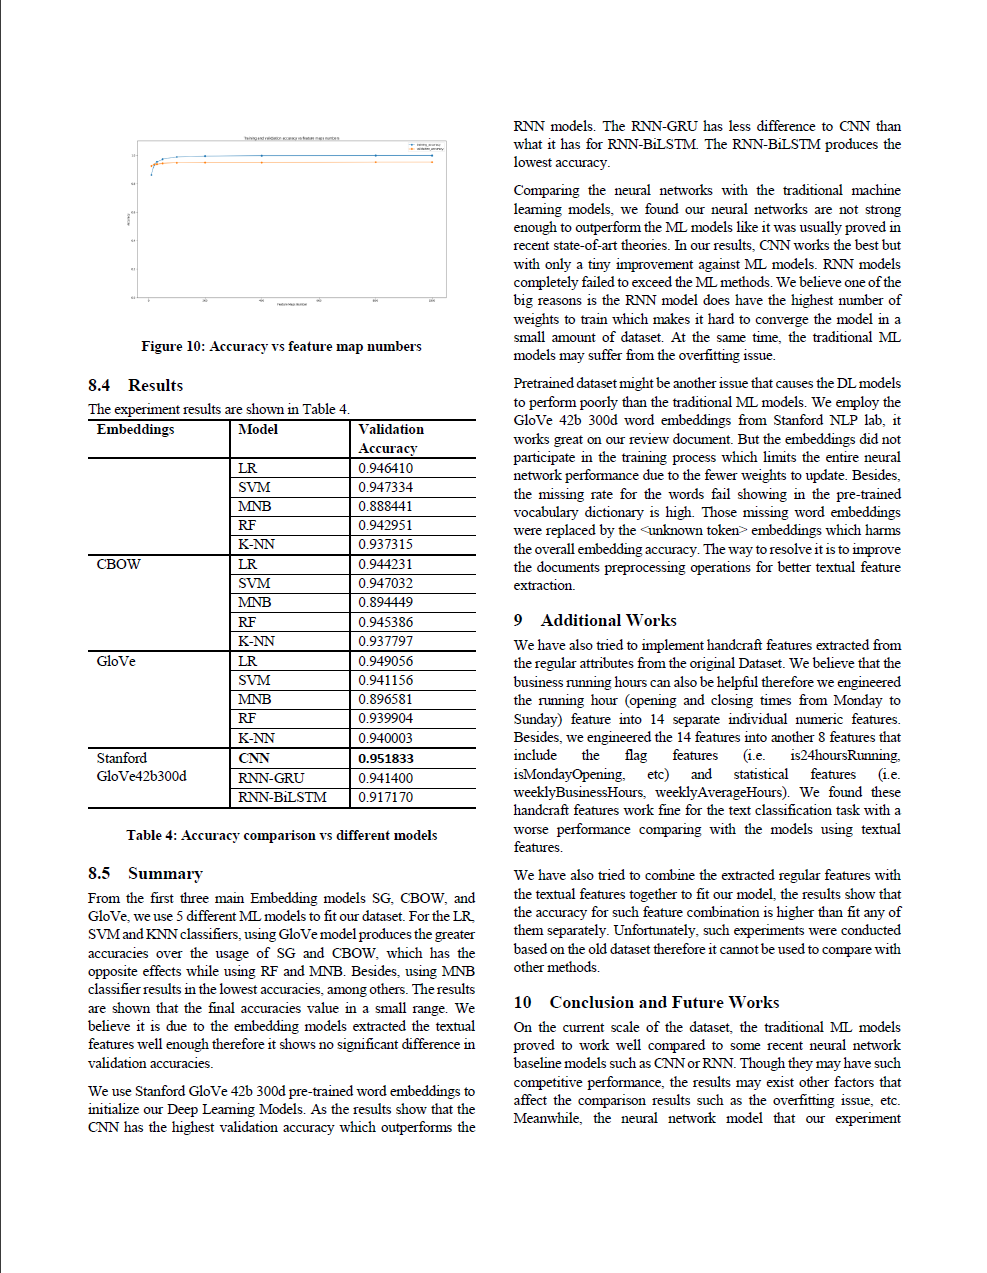 Training and validation accuracy vs feature maps numbers
training_accuracy
validation_accuracy
Accuracy
Feature Maps Number
Figure 10: Accuracy vs feature map numbers
8.4 Results
The experiment results are shown in Table 4.
Embeddings Model Validation
Accuracy
LR 0.946410
SVM 0.947334
MNB 0.888441
RF 0.942951
K-NN 0.937315
CBOW LR 0.944231
SVM 0.947032
MNB 0.894449
RF 0.945386
K-NN 0.937797
GloVe LR 0.949056
SVM 0.941156
MNB 0.896581
RF 0.939904
K-NN 0.940003
Stanford CNN 0.951833
GloVe42b300d RNN-GRU 0.941400
RNN-BiLSTM 0.917170
Table 4: Accuracy comparison vs different models
8.5 Summary
From the first three main Embedding models SG, CBOW, and
GloVe, we use 5 different ML models to fit our dataset. For the LR,
SVM and KNN classifiers, using GloVe model produces the greater
accuracies over the usage of SG and CBOW, which has the
opposite effects while using RF and MNB. Besides, using MNB
classifier results in the lowest accuracies, among others. The results
are shown that the final accuracies value in a small range. We
believe it is due to the embedding models extracted the textual
features well enough therefore it shows no significant difference in
validation accuracies.
We use Stanford GloVe 42b 300d pre-trained word embeddings to
initialize our Deep Learning Models. As the results show that the
CNN has the highest validation accuracy which outperforms the
RNN models. The RNN-GRU has less difference to CNN than
what it has for RNN-BiLSTM. The RNN-BiLSTM produces the
lowest accuracy.
Comparing the neural networks with the traditional machine
learning models, we found our neural networks are not strong
enough to outperform the ML models like it was usually proved in
recent state-of-art theories. In our results, CNN works the best but
with only a tiny improvement against ML models. RNN models
completely failed to exceed the ML methods. We believe one of the
big reasons is the RNN model does have the highest number of
weights to train which makes it hard to converge the model in a
small amount of dataset. At the same time, the traditional ML
models may suffer from the overfitting issue.
Pretrained dataset might be another issue that causes the DL models
to perform poorly than the traditional ML models. We employ the
GloVe 42b 300d word embeddings from Stanford NLP lab, it
works great on our review document. But the embeddings did not
participate in the training process which limits the entire neural
network performance due to the fewer weights to update. Besides,
the missing rate for the words fail showing in the pre-trained
vocabulary dictionary is high. Those missing word embeddings
were replaced by the <unknown token> embeddings which harms
the overall embedding accuracy. The way to resolve it is to improve
the documents preprocessing operations for better textual feature
extraction.
9 Additional Works
We have also tried to implement handcraft features extracted from
the regular attributes from the original Dataset. We believe that the
business running hours can also be helpful therefore we engineered
the running hour (opening and closing times from Monday to
Sunday) feature into 14 separate individual numeric features.
Besides, we engineered the 14 features into another 8 features that
include the flag features (i.e. is24hoursRunning,
isMondayOpening, etc) and statistical features (i.e.
weeklyBusinessHours, weeklyAverageHours). We found these
handcraft features work fine for the text classification task with a
worse performance comparing with the models using textual
features.
We have also tried to combine the extracted regular features with
the textual features together to fit our model, the results show that
the accuracy for such feature combination is higher than fit any of
them separately. Unfortunately, such experiments were conducted
based on the old dataset therefore it cannot be used to compare with
other methods.
10 Conclusion and Future Works
On the current scale of the dataset, the traditional ML models
proved to work well compared to some recent neural network
baseline models such as CNN or RNN. Though they may have such
competitive performance, the results may exist other factors that
affect the comparison results such as the overfitting issue, etc.
Meanwhile, the neural network model that our experiment